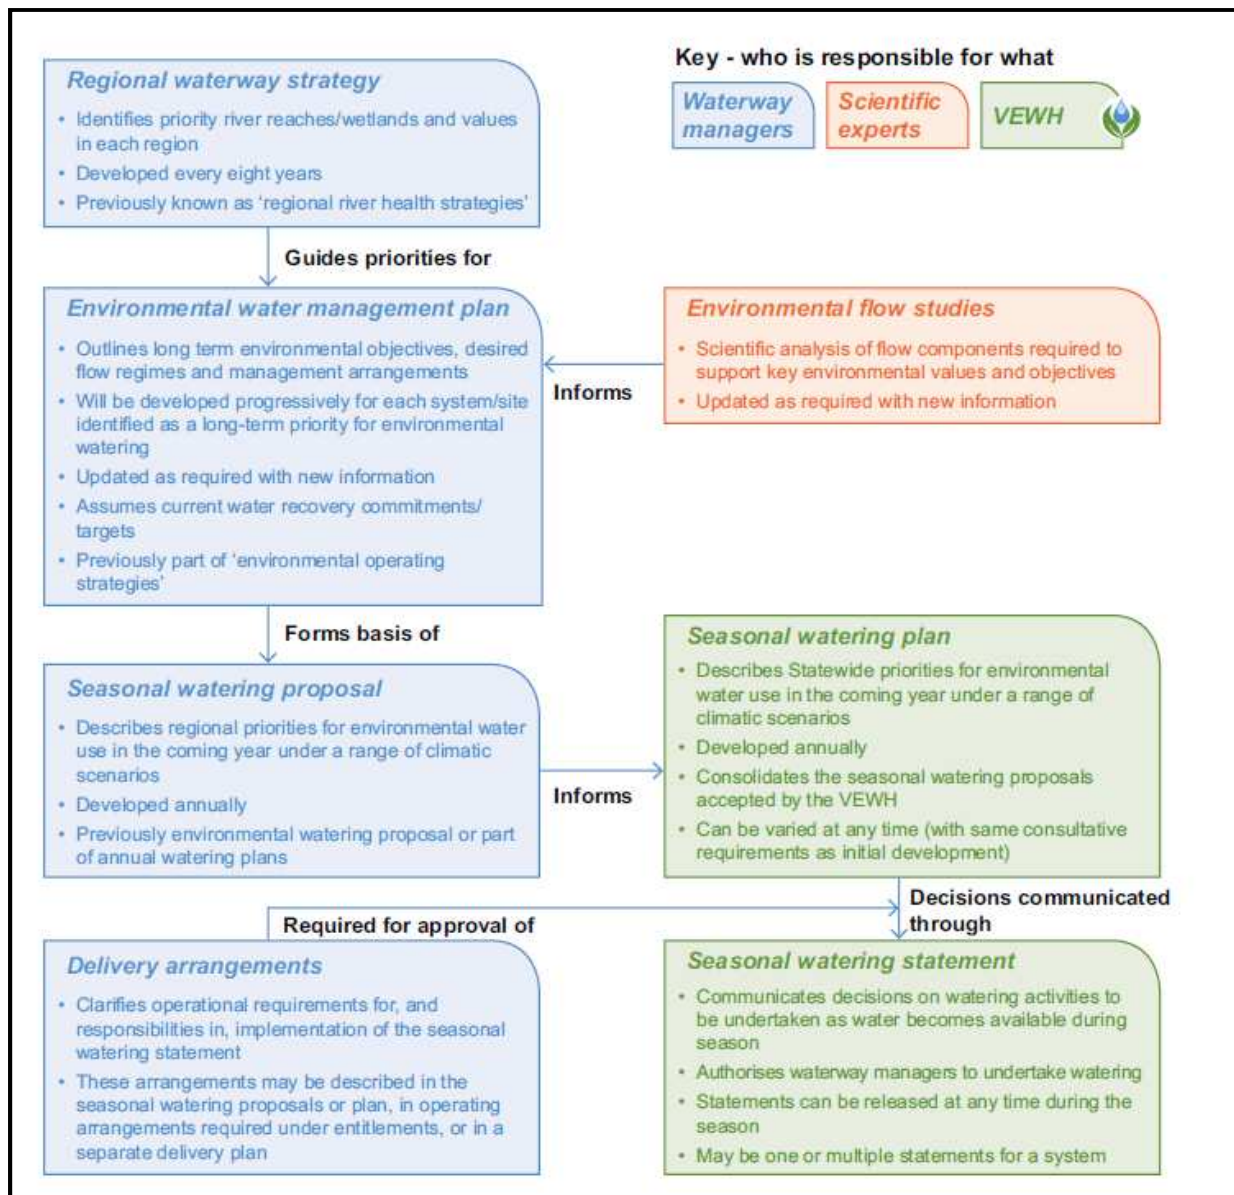 Key - who is responsible for what
Waterway
managers
Scientific
experts
VEWH
Regional waterway strategy
• Identifies priority river reaches/wetlands and values
in each region
• Developed every eight years
• Previously known as ‘regional river health strategies’
Guides priorities for
Environmental water management plan
• Outlines long term environmental objectives, desired
flow regimes and management arrangements
• Will be developed progressively for each system/site
identified as a long-term priority for environmental
watering
• Updated as required with new information
• Assumes current water recovery commitments/
targets
• Previously part of ‘environmental operating
strategies’
Informs
Environmental flow studies
• Scientific analysis of flow components required to
support key environmental values and objectives
• Updated as required with new information
Forms basis of
Seasonal watering proposal
• Describes regional priorities for environmental water
use in the coming year under a range of climatic
scenarios
• Developed annually
• Previously environmental watering proposal or part
of annual watering plans
Informs
Seasonal watering plan
• Describes Statewide priorities for environmental
water use in the coming year under a range of
climatic scenarios
• Developed annually
• Consolidates the seasonal watering proposals
accepted by the VEWH
• Can be varied at any time (with same consultative
requirements as initial development)
Decisions communicated
through
Required for approval of
Delivery arrangements
• Clarifies operational requirements for, and
responsibilities in, implementation of the seasonal
watering statement
• These arrangements may be described in the
seasonal watering proposals or plan, in operating
arrangements required under entitlements, or in a
separate delivery plan
Seasonal watering statement
• Communicates decisions on watering activities to
be undertaken as water becomes available during
season
• Authorises waterway managers to undertake watering
• Statements can be released at any time during the
season
• May be one or multiple statements for a system